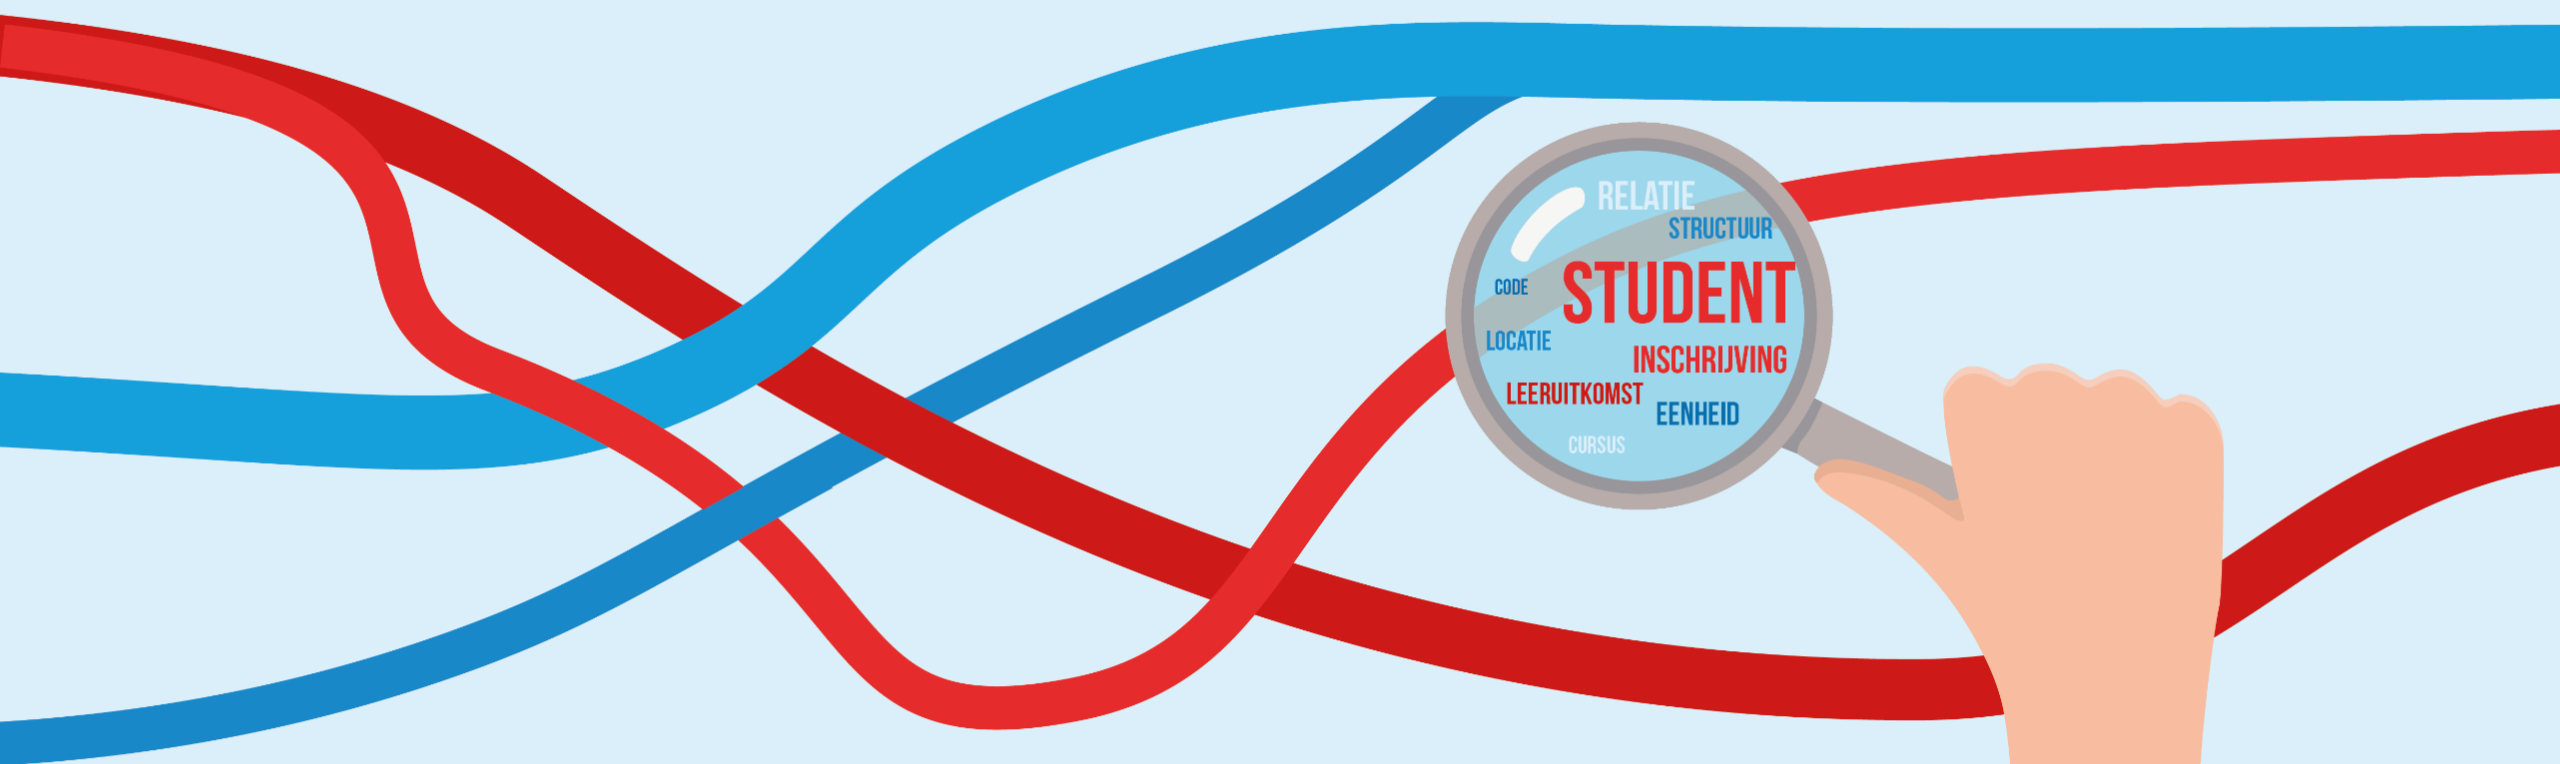 RELATIE
STRUCTUUR
CODE
STUDENT
LOCATIE
INSCHRIJVING
LEERUITKOMST
EENHEID
CURSUS